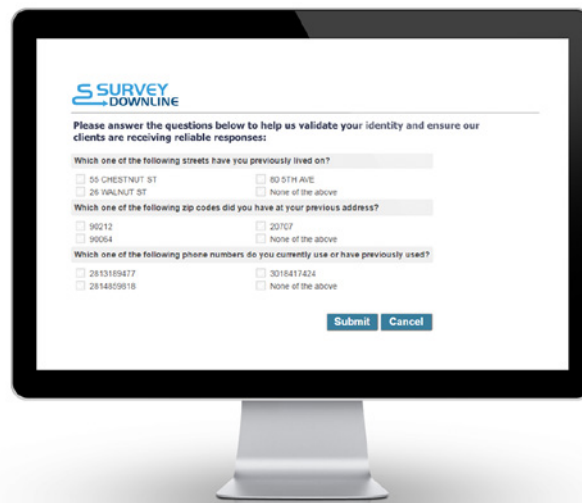 SURVEY
DOWNLINE
Please answer the questions below to help us validate your identity and ensure our
clients are receiving reliable responses:
Which one of the following streets have you previously lived on?
55 CHESTNUT ST
80 5TH AVE
26 WALNUT ST
None of the above
Which one of the following zip codes did you have at your previous address?
90212
20707
90064
None of the above
Which one of the following phone numbers do you currently use or have previously used?
2813189477
3018417424
2814859618
None of the above
Submit
Cancel